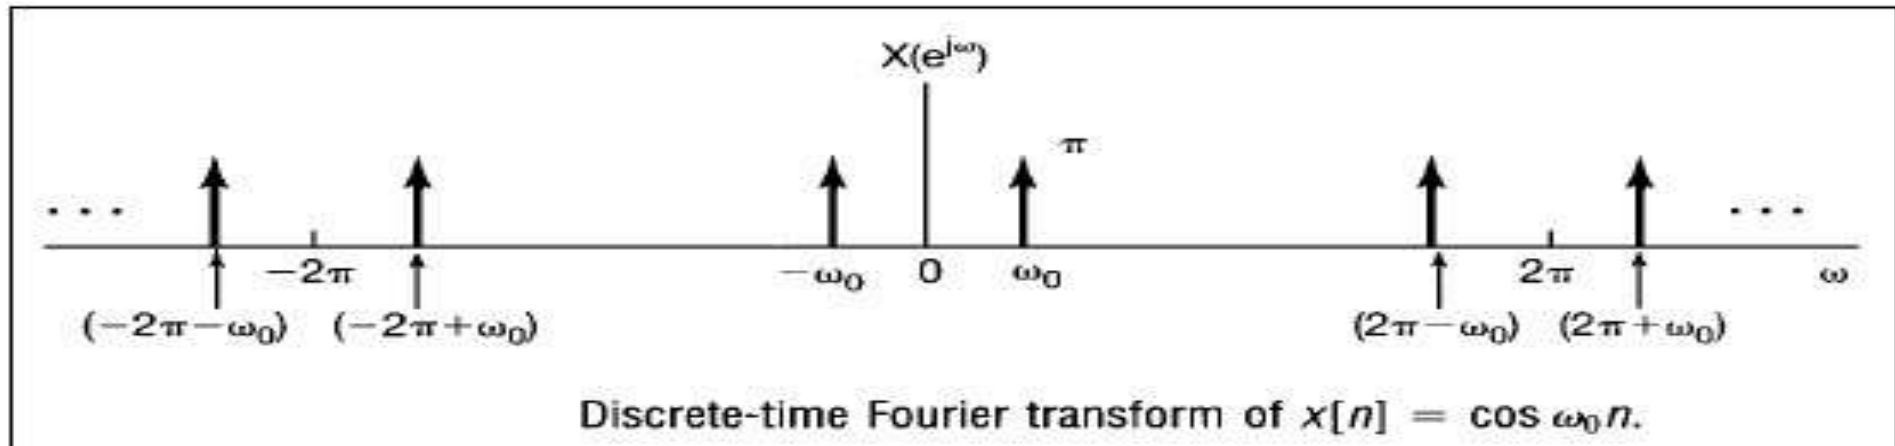 X(e^{jω})
π
. . .
. . .
−2π
−ω₀
0
ω₀
2π
ω
(−2π−ω₀)
(−2π+ω₀)
(2π−ω₀)
(2π+ω₀)
Discrete-time Fourier transform of x[n] = cos ω₀n.